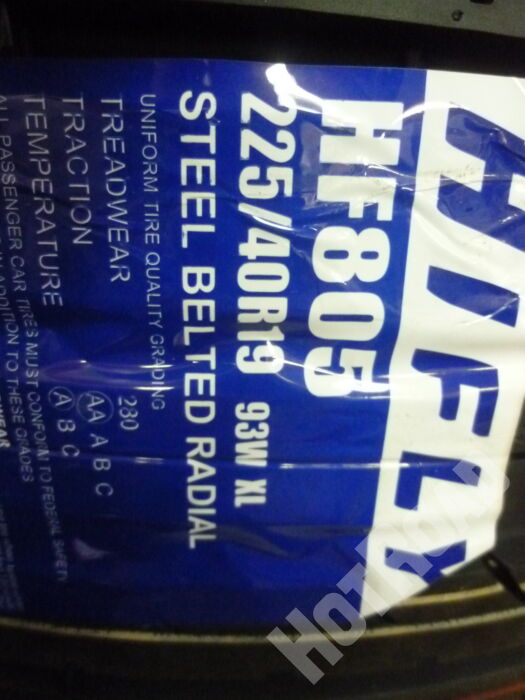 HIFLY
HF805
225/40R19 93W XL
STEEL BELTED RADIAL
UNIFORM TIRE QUALITY GRADING
TREADWEAR 280
TRACTION AA A B C
TEMPERATURE A B C
ALL PASSENGER CAR TIRES MUST CONFORM TO FEDERAL SAFETY
IN ADDITION TO THESE GRADES